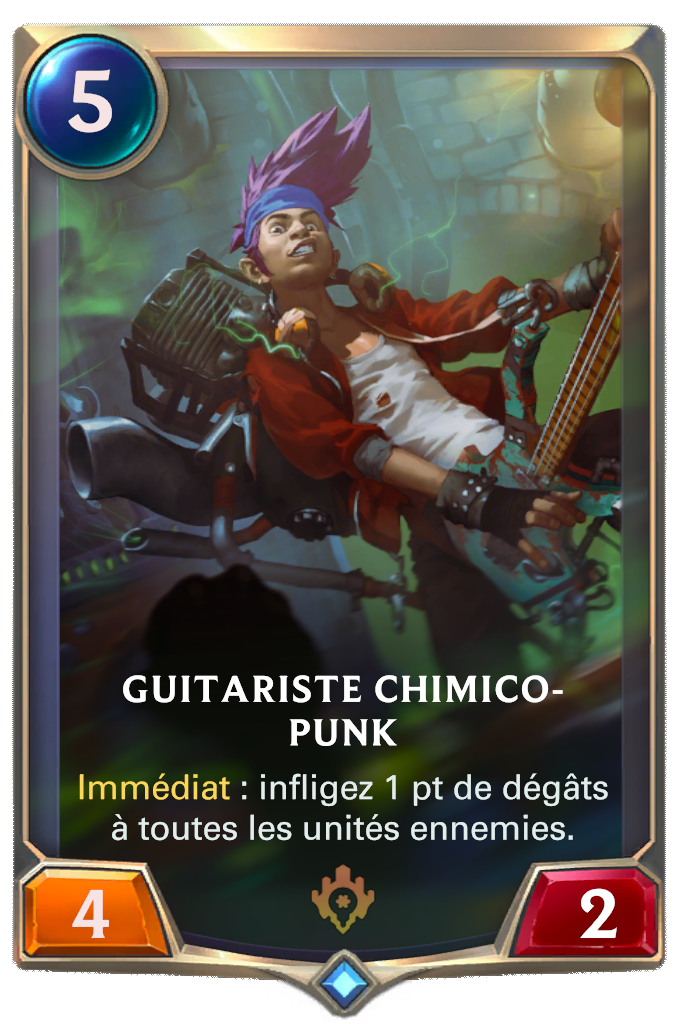 5
GUITARISTE CHIMICO-
PUNK
Immédiat : infligez 1 pt de dégâts
à toutes les unités ennemies.
4
2